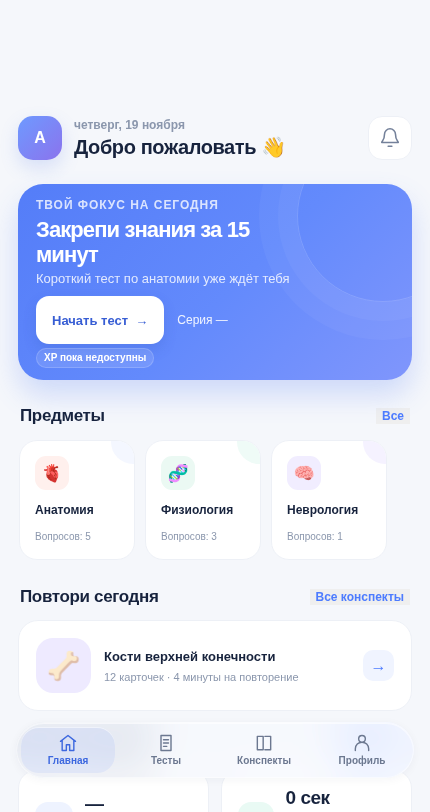 А
четверг, 19 ноября
Добро пожаловать 👋
ТВОЙ ФОКУС НА СЕГОДНЯ
Закрепи знания за 15
минут
Короткий тест по анатомии уже ждёт тебя
Начать тест →
Серия —
XP пока недоступны
Предметы
Все
Анатомия
Физиология
Неврология
Вопросов: 5
Вопросов: 3
Вопросов: 1
Повтори сегодня
Все конспекты
Кости верхней конечности
12 карточек · 4 минуты на повторение
→
Главная
Тесты
Конспекты
Профиль
—
0 сек